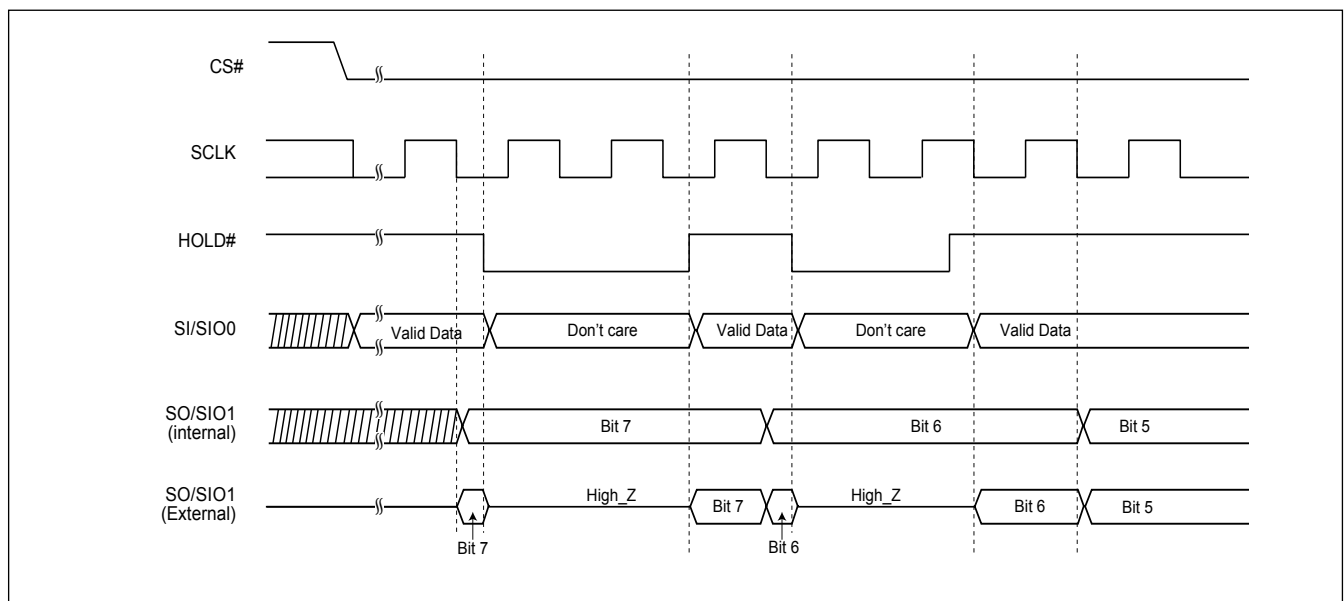 CS#
SCLK
HOLD#
SI/SIO0
Valid Data
Don't care
Valid Data
Don't care
Valid Data
SO/SIO1
(internal)
Bit 7
Bit 6
Bit 5
SO/SIO1
(External)
High_Z
Bit 7
High_Z
Bit 6
Bit 5
Bit 7
Bit 6